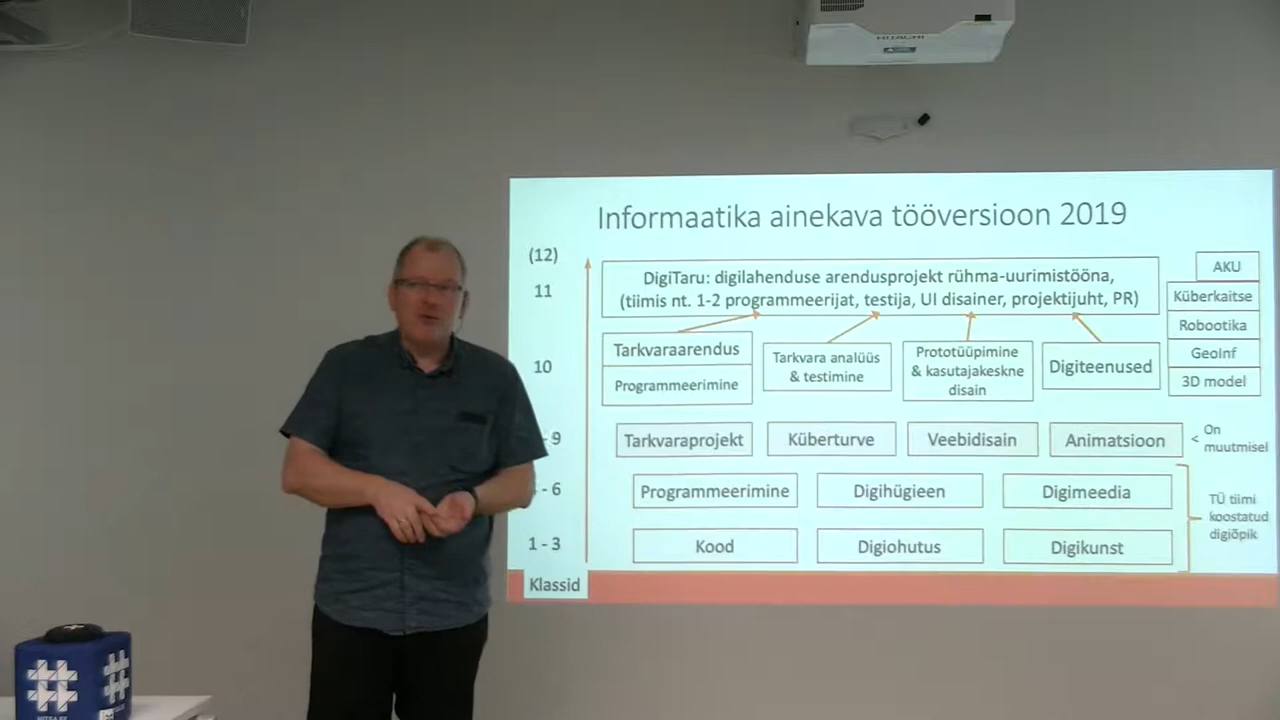 HITACHI
Informaatika ainekava tööversioon 2019
(12)
11
DigiTaru: digilahenduse arendusprojekt rühma-uurimistööna,
(tiimis nt. 1-2 programmeerijat, testija, UI disainer, projektijuht, PR)
AKU
Küberkaitse
Robootika
GeoInf
3D model
10
Tarkvaraarendus
Programmeerimine
Tarkvara analüüs
& testimine
Prototüüpimine
& kasutajakeskne
disain
Digiteenused
- 9
Tarkvaraprojekt
Küberturve
Veebidisain
Animatsioon
< On
muutmisel
- 6
Programmeerimine
Digihügieen
Digimeedia
TÜ tiimi
koostatud
digiõpik
1 - 3
Kood
Digiohutus
Digikunst
Klassid
HITSA.EE